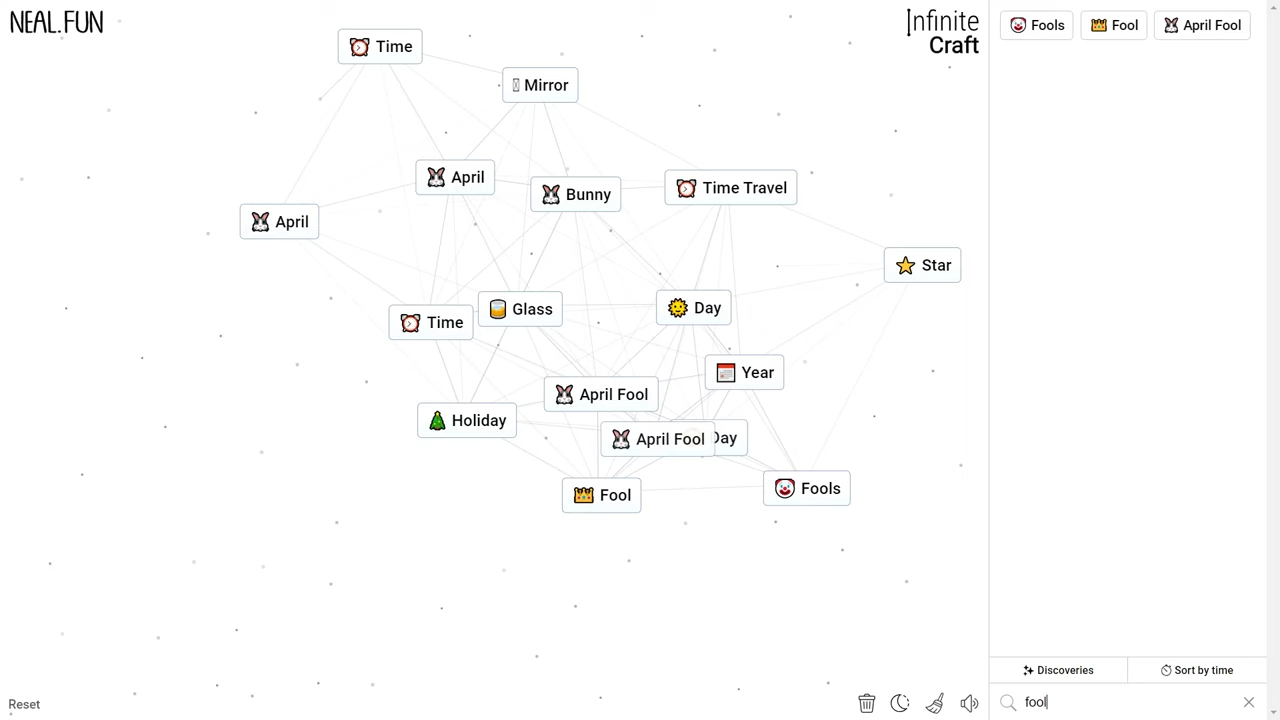 NEAL.FUN
Infinite
Craft
Time
Mirror
April
Bunny
Time Travel
April
Star
Time
Glass
Day
Year
April Fool
Holiday
April Fool
Day
Fool
Fools
Reset
Fools
Fool
April Fool
Discoveries
Sort by time
fool